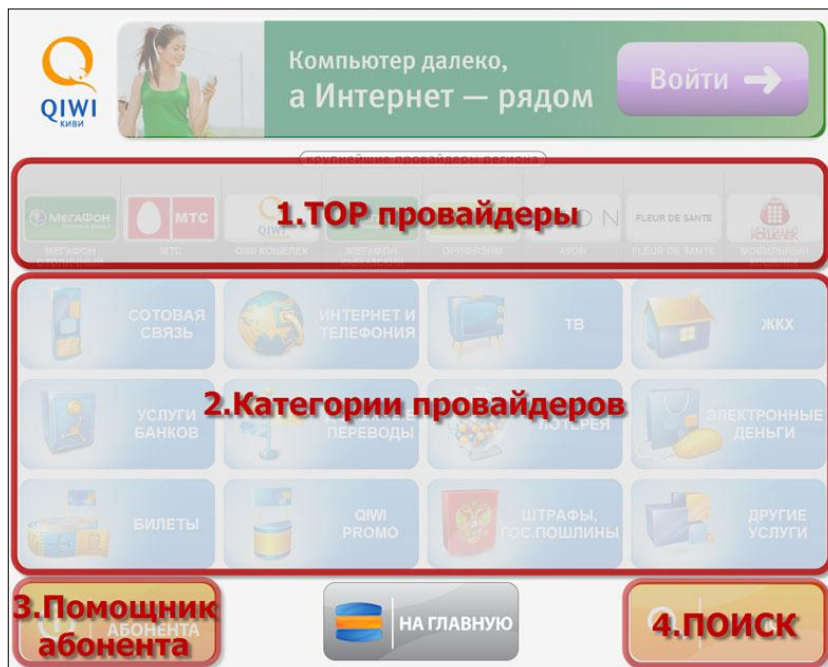 QIWI
КИВИ
Компьютер далеко,
а Интернет — рядом
Войти
крупнейшие провайдеры региона
1.TOP провайдеры
МЕГАФОН
МТС
QIWI
FLEUR DE SANTE
МЕГАФОН
МТС
QIWI КОШЕЛЕК
МЕГАФОН
ОРИФЛЭЙМ
AVON
FLEUR DE SANTE
МОБИЛЬНЫЙ
СОТОВАЯ
СВЯЗЬ
ИНТЕРНЕТ И
ТЕЛЕФОНИЯ
ТВ
ЖКХ
2.Категории провайдеров
УСЛУГИ
БАНКОВ
ПЕРЕВОДЫ
ЛОТЕРЕЯ
ЭЛЕКТРОННЫЕ
ДЕНЬГИ
БИЛЕТЫ
QIWI
PROMO
ШТРАФЫ,
ГОС.ПОШЛИНЫ
ДРУГИЕ
УСЛУГИ
3.Помощник
абонента
АБОНЕНТА
НА ГЛАВНУЮ
4.ПОИСК